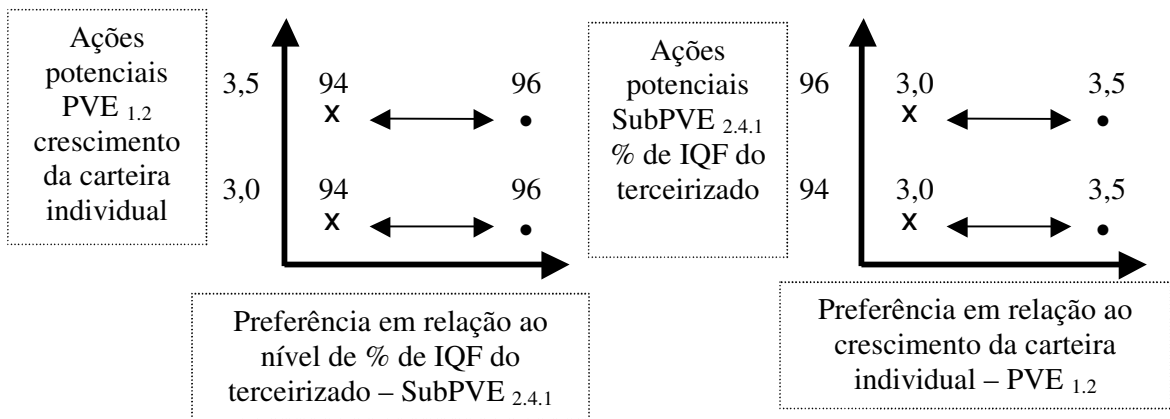 Ações
potenciais
PVE 1.2
crescimento
da carteira
individual
3,5 94 96
x
3,0 94 96
x
Preferência em relação ao
nível de % de IQF do
terceirizado – SubPVE 2.4.1
Ações
potenciais
SubPVE 2.4.1
% de IQF do
terceirizado
96 3,0 3,5
x
94 3,0 3,5
x
Preferência em relação ao
crescimento da carteira
individual – PVE 1.2